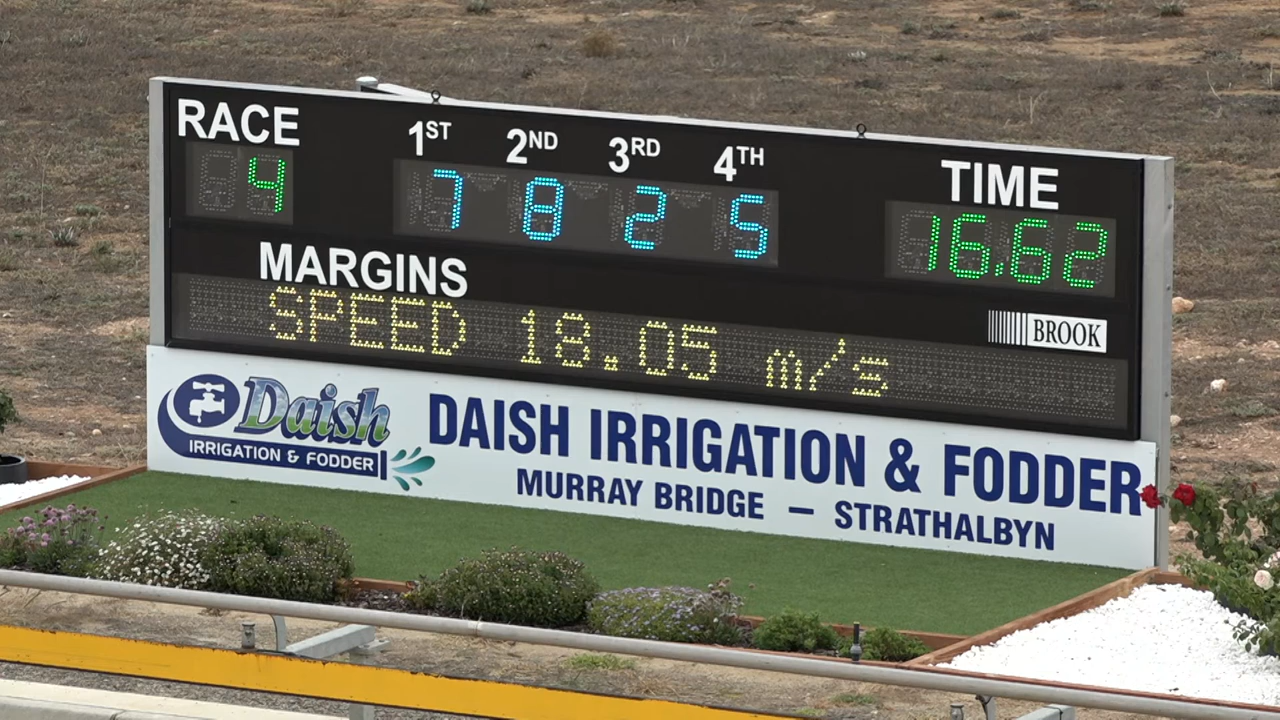 RACE 1ST 2ND 3RD 4TH TIME
4 7 8 2 5 16.62
MARGINS
BROOK
SPEED 18.05 m/s
Daish
IRRIGATION & FODDER
DAISH IRRIGATION & FODDER
MURRAY BRIDGE – STRATHALBYN